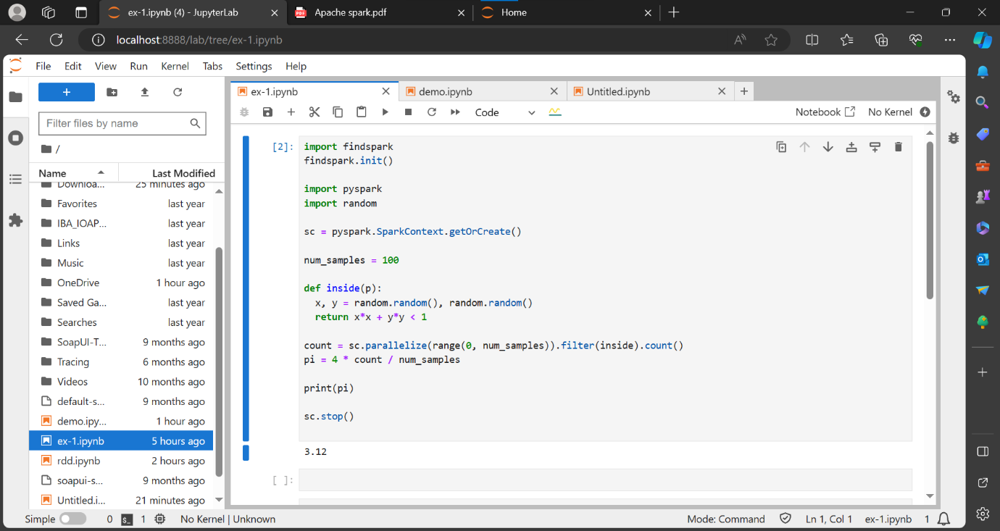 ex-1.ipynb (4) - JupyterLab
Apache spark.pdf
Home
localhost:8888/lab/tree/ex-1.ipynb
File Edit View Run Kernel Tabs Settings Help
ex-1.ipynb
demo.ipynb
Untitled.ipynb
Code
Notebook
No Kernel
Filter files by name
/
Name Last Modified
Downloa... 25 minutes ago
Favorites last year
IBA_IOAP... last year
Links last year
Music last year
OneDrive 1 hour ago
Saved Ga... last year
Searches last year
SoapUI-T... 9 months ago
Tracing 6 months ago
Videos 10 months ago
default-s... 9 months ago
demo.ipy... 1 hour ago
ex-1.ipynb 5 hours ago
rdd.ipynb 2 hours ago
soapui-s... 9 months ago
Untitled.i... 21 minutes ago
[2]: import findspark
findspark.init()
import pyspark
import random
sc = pyspark.SparkContext.getOrCreate()
num_samples = 100
def inside(p):
x, y = random.random(), random.random()
return x*x + y*y < 1
count = sc.parallelize(range(0, num_samples)).filter(inside).count()
pi = 4 * count / num_samples
print(pi)
sc.stop()
3.12
[ ]:
Simple 0 $_ 1 No Kernel | Unknown Mode: Command Ln 1, Col 1 ex-1.ipynb 1